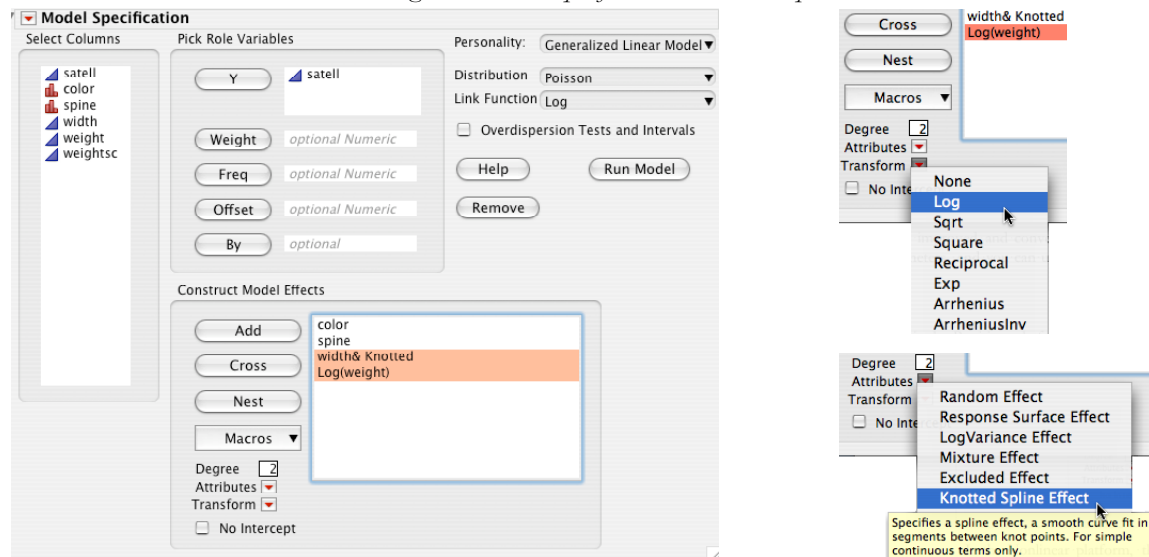 Model Specification
Select Columns
satell
color
spine
width
weight
weightsc
Pick Role Variables
Y
satell
Weight
optional Numeric
Freq
optional Numeric
Offset
optional Numeric
By
optional
Personality:
Generalized Linear Model
Distribution
Poisson
Link Function
Log
Overdispersion Tests and Intervals
Help
Run Model
Remove
Construct Model Effects
Add
Cross
Nest
Macros
color
spine
width& Knotted
Log(weight)
Degree 2
Attributes
Transform
No Intercept
Cross
Nest
Macros
width& Knotted
Log(weight)
Degree 2
Attributes
Transform
No Inte
None
Log
Sqrt
Square
Reciprocal
Exp
Arrhenius
ArrheniusInv
Degree 2
Attributes
Transform
No Inte
Random Effect
Response Surface Effect
LogVariance Effect
Mixture Effect
Excluded Effect
Knotted Spline Effect
Specifies a spline effect, a smooth curve fit in
segments between knot points. For simple
continuous terms only.